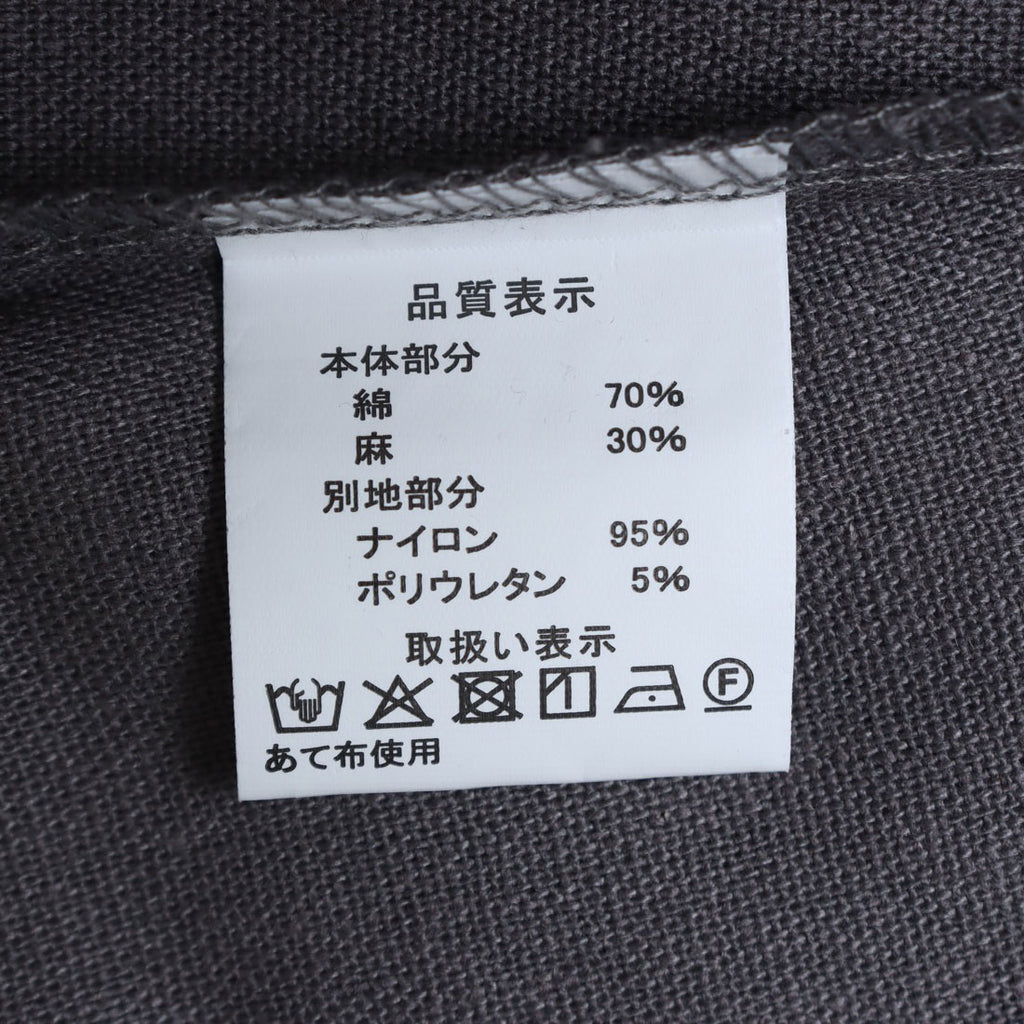 品質表示
本体部分
綿 70%
麻 30%
別地部分
ナイロン 95%
ポリウレタン 5%
取扱い表示
F
あて布使用